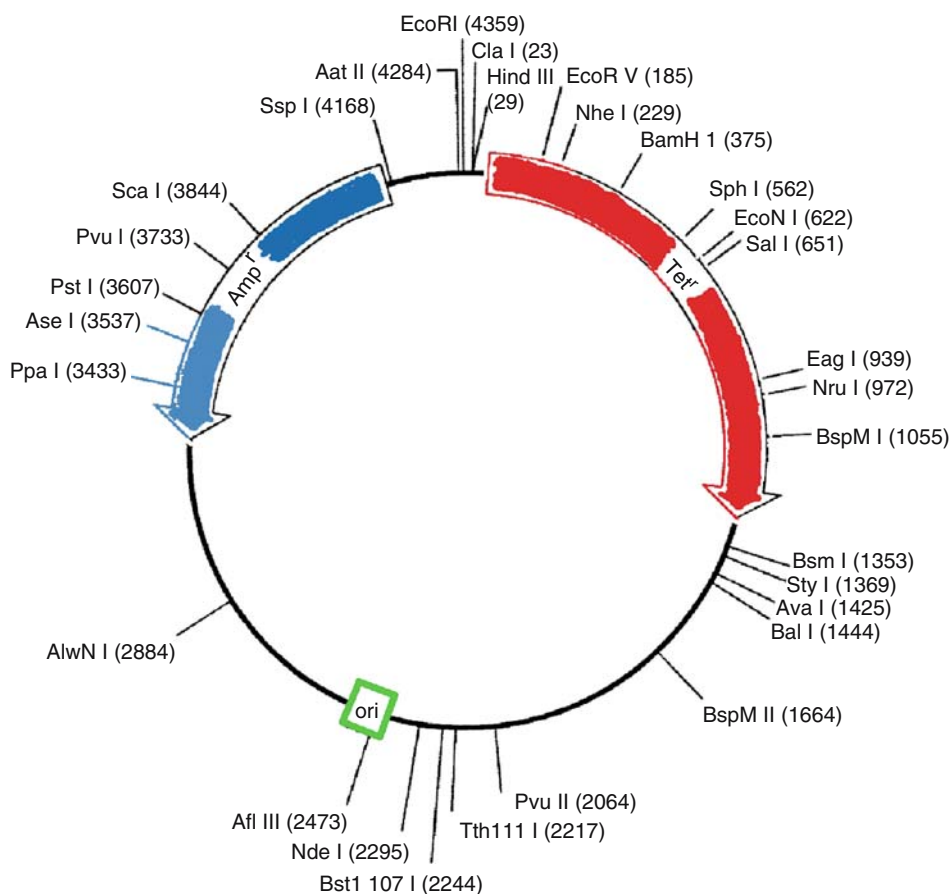 EcoRI (4359)
Cla I (23)
Aat II (4284)
Hind III
(29)
EcoR V (185)
Ssp I (4168)
Nhe I (229)
BamH 1 (375)
Sca I (3844)
Sph I (562)
EcoN I (622)
Pvu I (3733)
Sal I (651)
Amp r
Tet r
Pst I (3607)
Ase I (3537)
Ppa I (3433)
Eag I (939)
Nru I (972)
BspM I (1055)
Bsm I (1353)
Sty I (1369)
Ava I (1425)
Bal I (1444)
AlwN I (2884)
BspM II (1664)
ori
Pvu II (2064)
Afl III (2473)
Tth111 I (2217)
Nde I (2295)
Bst1 107 I (2244)